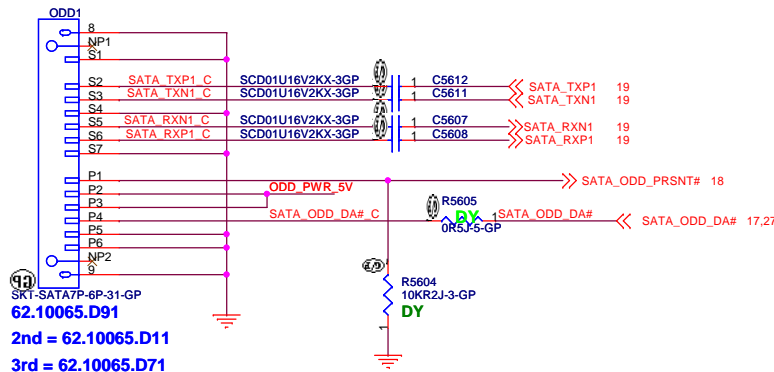 ODD1
8
NP1
S1
S2 SATA_TXP1_C SCD01U16V2KX-3GP 1 C5612 SATA_TXP1 19
S3 SATA_TXN1_C SCD01U16V2KX-3GP 1 C5611 SATA_TXN1 19
S4
S5 SATA_RXN1_C SCD01U16V2KX-3GP 1 C5607 SATA_RXN1 19
S6 SATA_RXP1_C SCD01U16V2KX-3GP 1 C5608 SATA_RXP1 19
S7
P1 SATA_ODD_PRSNT# 18
P2 ODD_PWR_5V
P3 R5605
P4 SATA_ODD_DA#_C DY 1 SATA_ODD_DA# SATA_ODD_DA# 17,27
0R5J-5-GP
P5
P6
NP2
9
GP
R5604
SKT-SATA7P-6P-31-GP 10KR2J-3-GP
62.10065.D91 DY
1
2nd = 62.10065.D11
3rd = 62.10065.D71